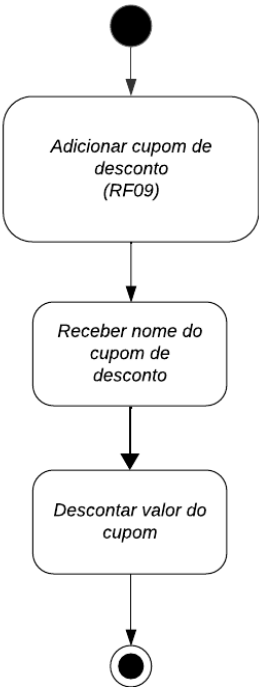 Adicionar cupom de
desconto
(RF09)
Receber nome do
cupom de
desconto
Descontar valor do
cupom